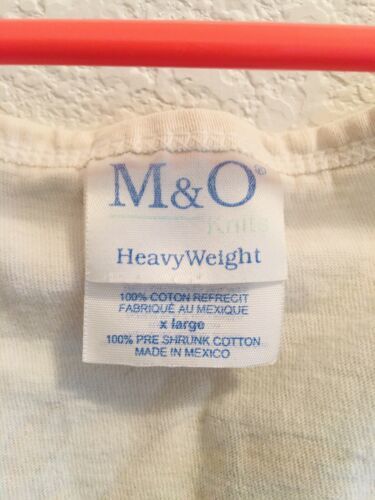 M&O®
Knits
HeavyWeight
100% COTON REFRECIT
FABRIQUÉ AU MEXIQUE
x large
100% PRE SHRUNK COTTON
MADE IN MEXICO